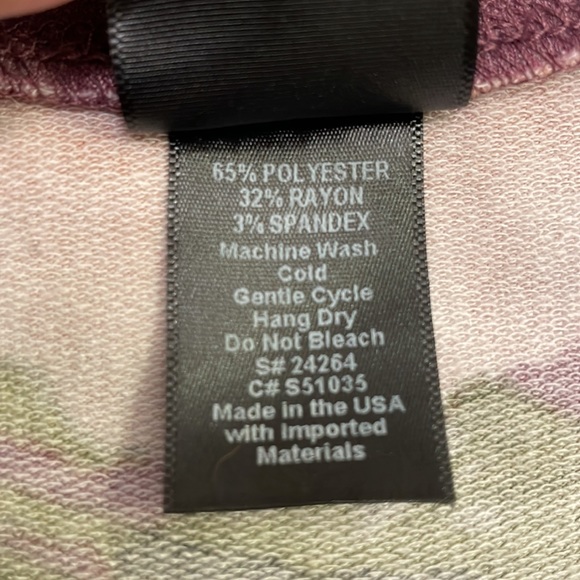 65% POLYESTER
32% RAYON
3% SPANDEX
Machine Wash
Cold
Gentle Cycle
Hang Dry
Do Not Bleach
S# 24264
C# S51035
Made in the USA
with Imported
Materials